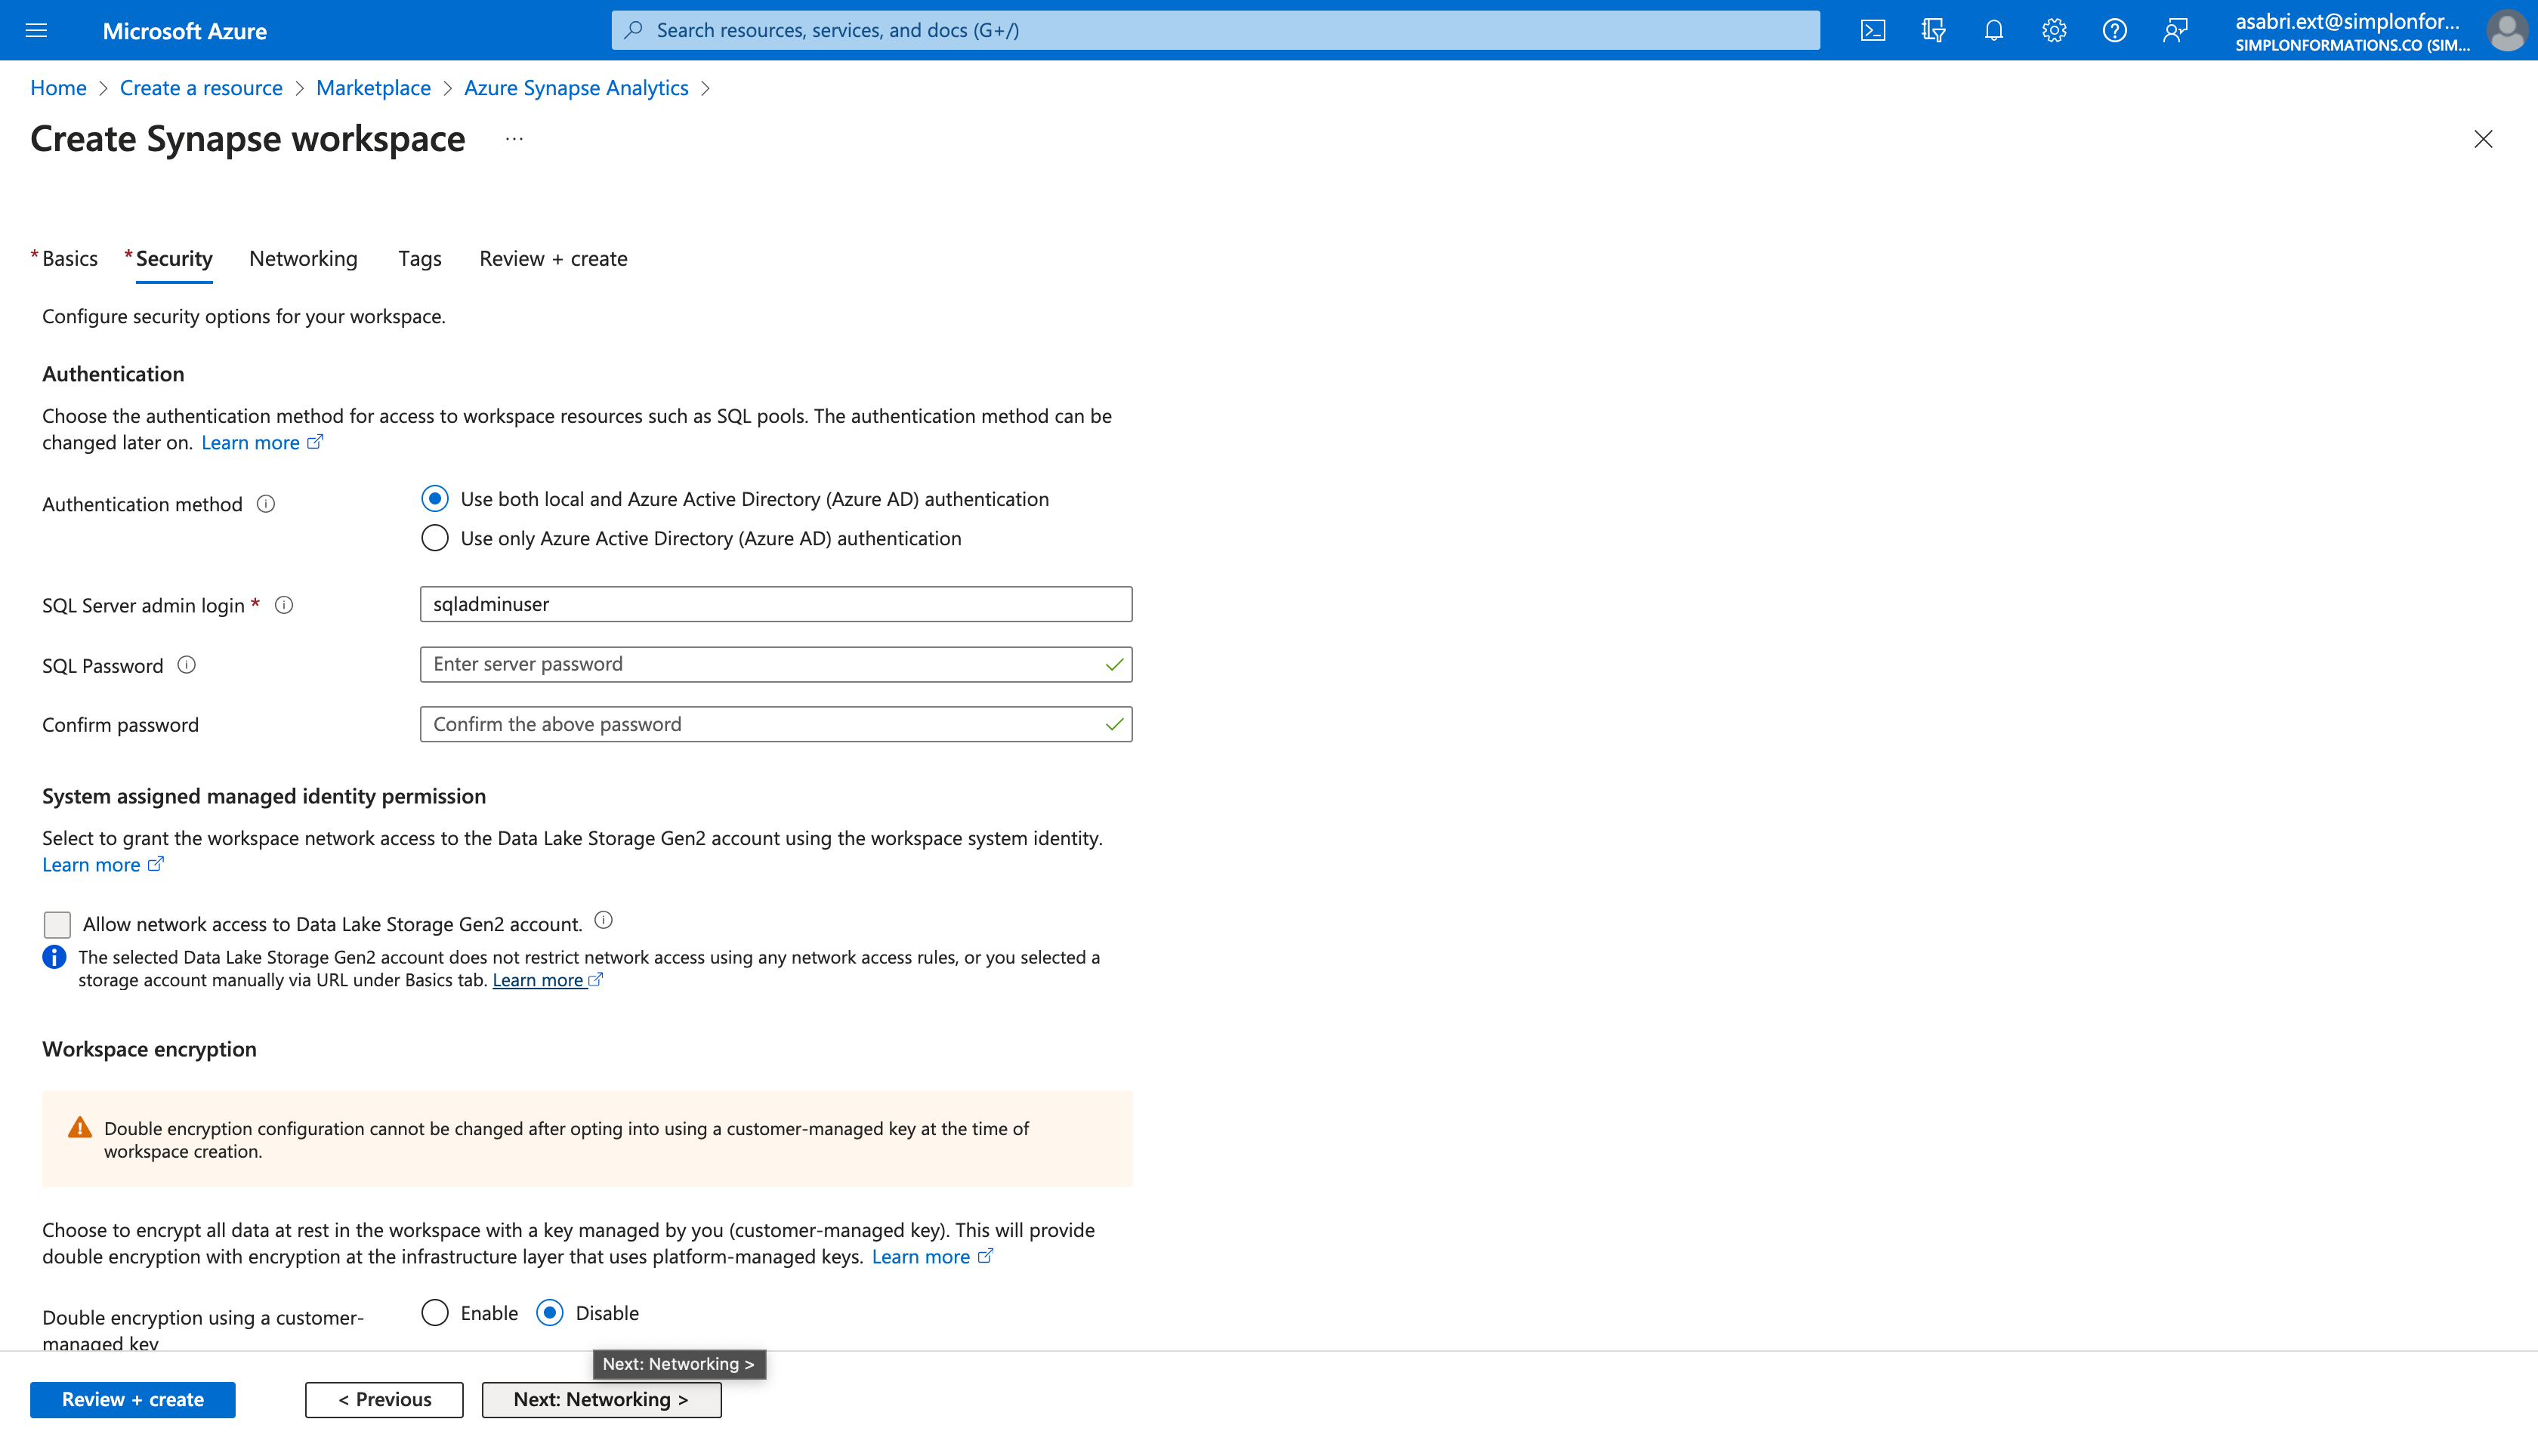 Microsoft Azure
Search resources, services, and docs (G+/)
asabri.ext@simplonfor...
SIMPLONFORMATIONS.CO (SIM...
Home > Create a resource > Marketplace > Azure Synapse Analytics >
Create Synapse workspace ...
* Basics * Security Networking Tags Review + create
Configure security options for your workspace.
Authentication
Choose the authentication method for access to workspace resources such as SQL pools. The authentication method can be
changed later on. Learn more
Authentication method
Use both local and Azure Active Directory (Azure AD) authentication
Use only Azure Active Directory (Azure AD) authentication
SQL Server admin login *
sqladminuser
SQL Password
Enter server password
Confirm password
Confirm the above password
System assigned managed identity permission
Select to grant the workspace network access to the Data Lake Storage Gen2 account using the workspace system identity.
Learn more
Allow network access to Data Lake Storage Gen2 account.
The selected Data Lake Storage Gen2 account does not restrict network access using any network access rules, or you selected a
storage account manually via URL under Basics tab. Learn more
Workspace encryption
Double encryption configuration cannot be changed after opting into using a customer-managed key at the time of
workspace creation.
Choose to encrypt all data at rest in the workspace with a key managed by you (customer-managed key). This will provide
double encryption with encryption at the infrastructure layer that uses platform-managed keys. Learn more
Double encryption using a customer-
managed key
Enable Disable
Next: Networking >
Review + create < Previous Next: Networking >